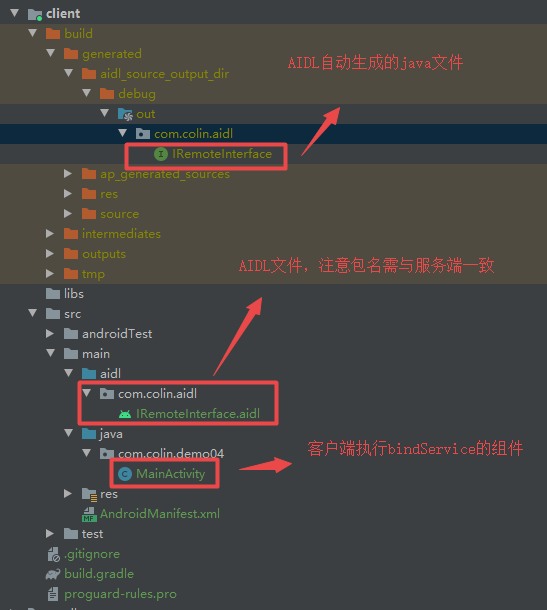 client
build
generated
AIDL自动生成的java文件
aidl_source_output_dir
debug
out
com.colin.aidl
IRemoteInterface
ap_generated_sources
res
source
intermediates
outputs
AIDL文件，注意包名需与服务端一致
tmp
libs
src
androidTest
main
aidl
com.colin.aidl
IRemoteInterface.aidl
java
com.colin.demo04
客户端执行bindService的组件
MainActivity
res
AndroidManifest.xml
test
.gitignore
build.gradle
proguard-rules.pro